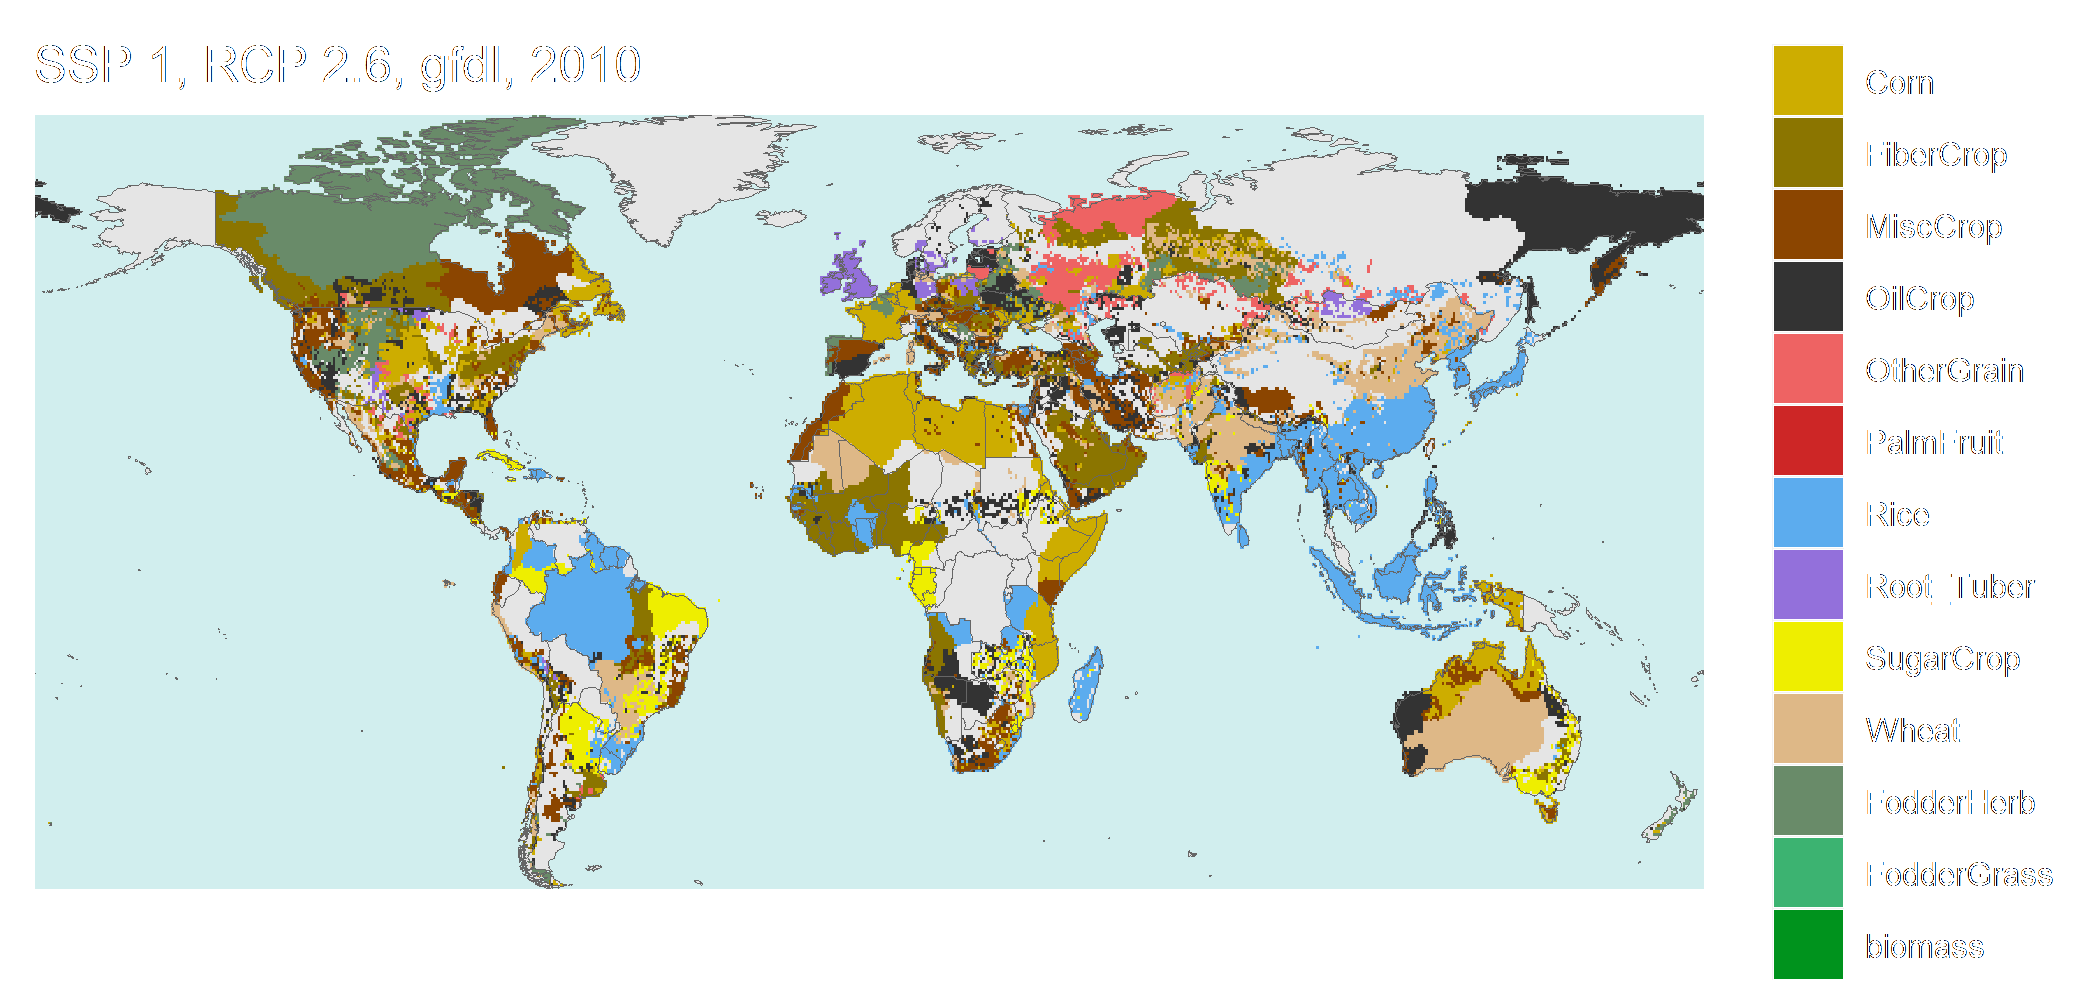 SSP 1, RCP 2.6, gfdl, 2010
Corn
FiberCrop
MiscCrop
OilCrop
OtherGrain
PalmFruit
Rice
Root_Tuber
SugarCrop
Wheat
FodderHerb
FodderGrass
biomass